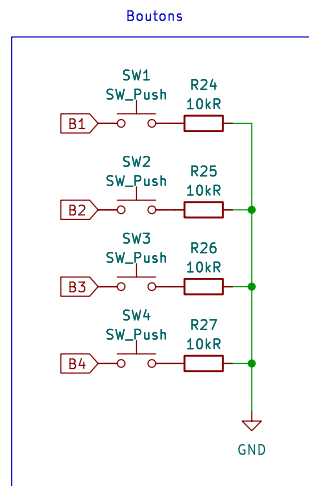 Boutons
SW1
SW_Push
R24
10kR
B1
SW2
SW_Push
R25
10kR
B2
SW3
SW_Push
R26
10kR
B3
SW4
SW_Push
R27
10kR
B4
GND